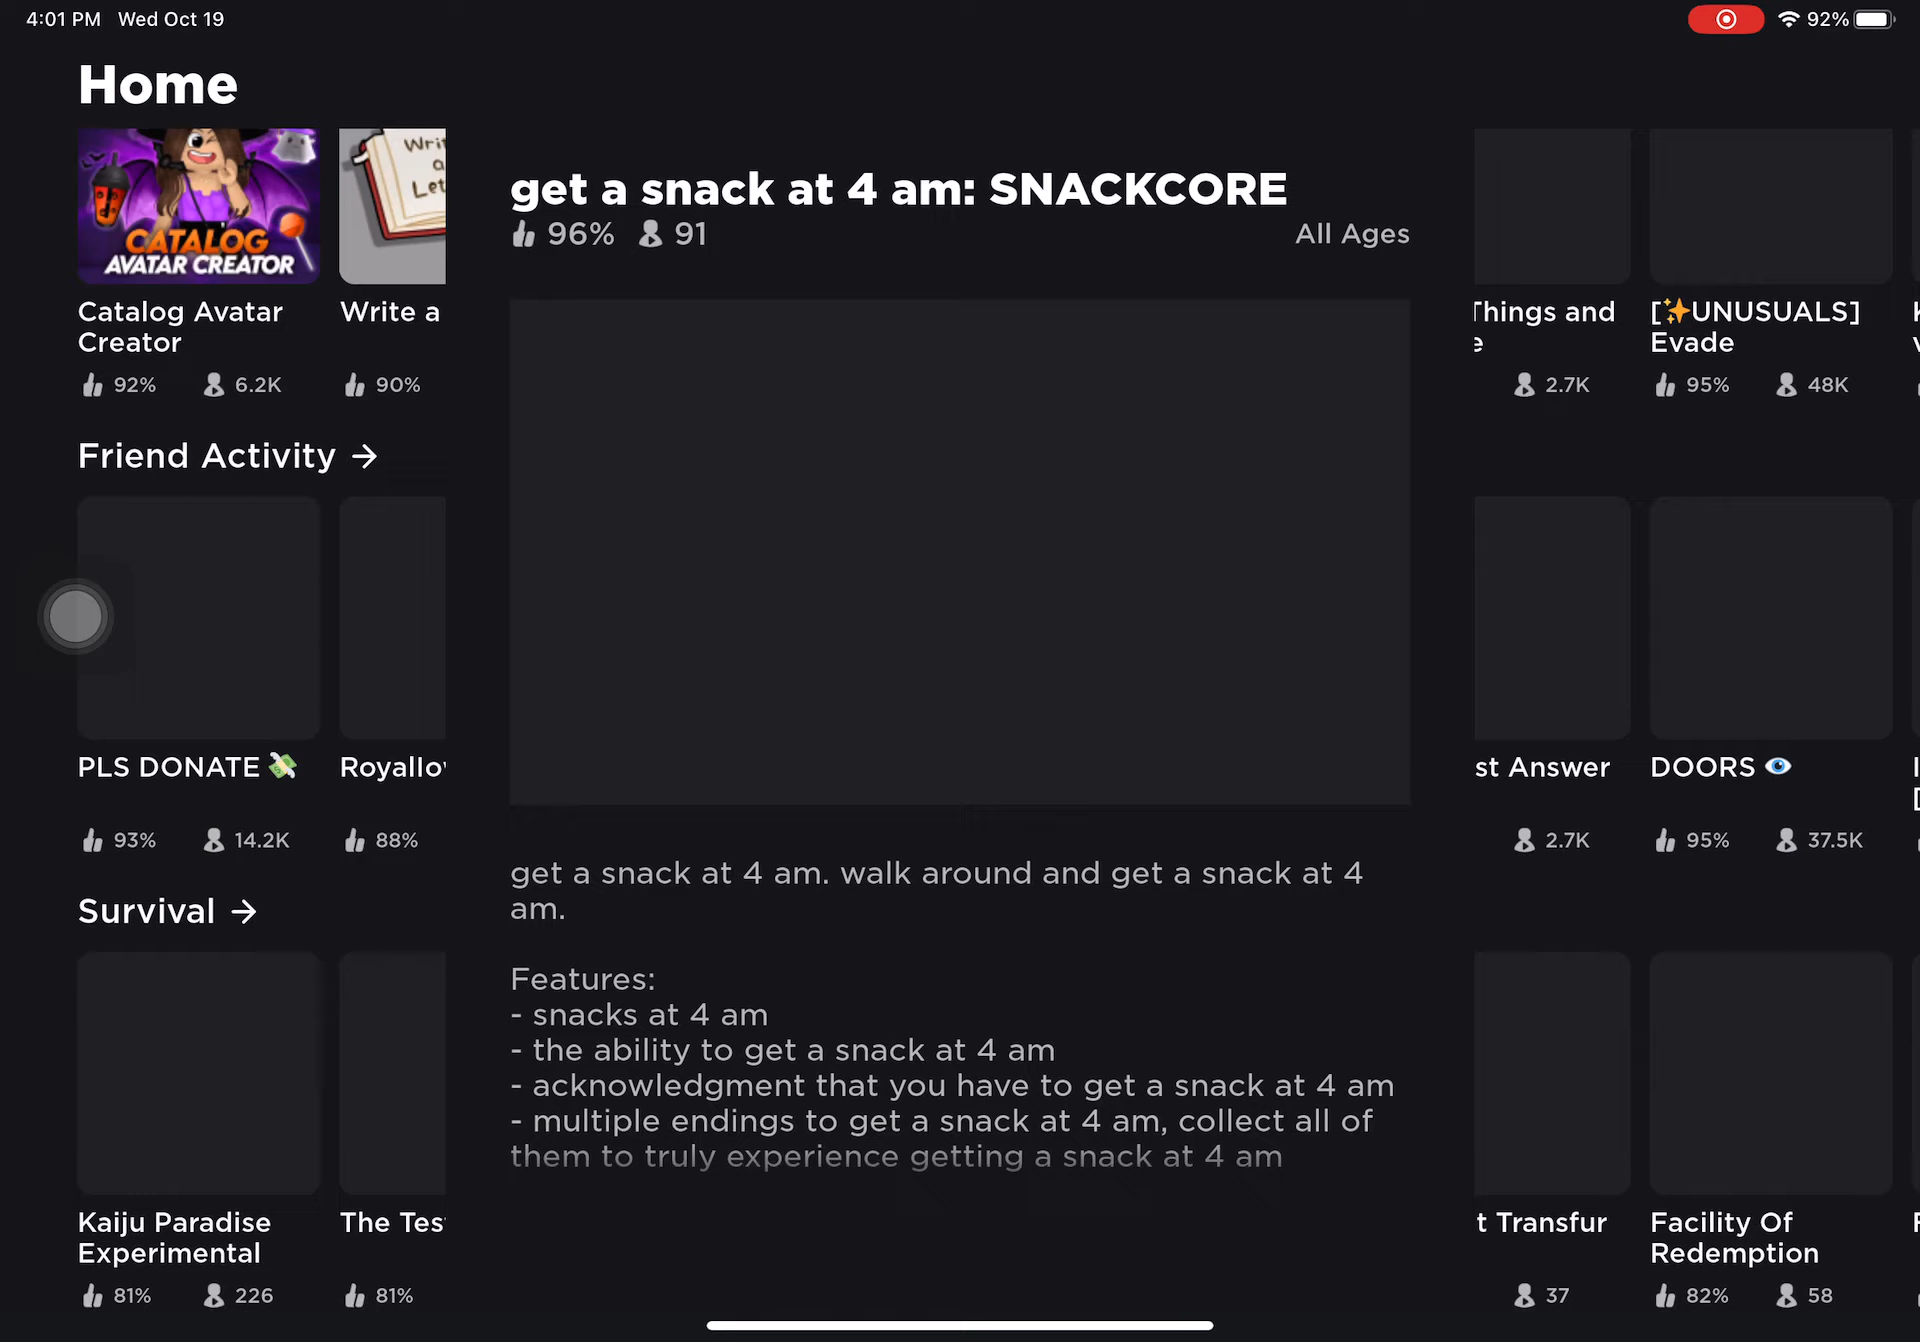 4:01 PM Wed Oct 19
92%
Home
CATALOG
AVATAR CREATOR
Catalog Avatar
Creator
92% 6.2K
Write a
90%
Friend Activity →
PLS DONATE 💸
93% 14.2K
88%
Survival →
Kaiju Paradise
Experimental
81% 226
The Tes
81%
get a snack at 4 am: SNACKCORE
96% 91
All Ages
get a snack at 4 am. walk around and get a snack at 4
am.
Features:
- snacks at 4 am
- the ability to get a snack at 4 am
- acknowledgment that you have to get a snack at 4 am
- multiple endings to get a snack at 4 am, collect all of
them to truly experience getting a snack at 4 am
Things and
e
2.7K
[✨UNUSUALS]
Evade
95% 48K
st Answer
2.7K
DOORS 👁
95% 37.5K
t Transfur
37
Facility Of
Redemption
82% 58